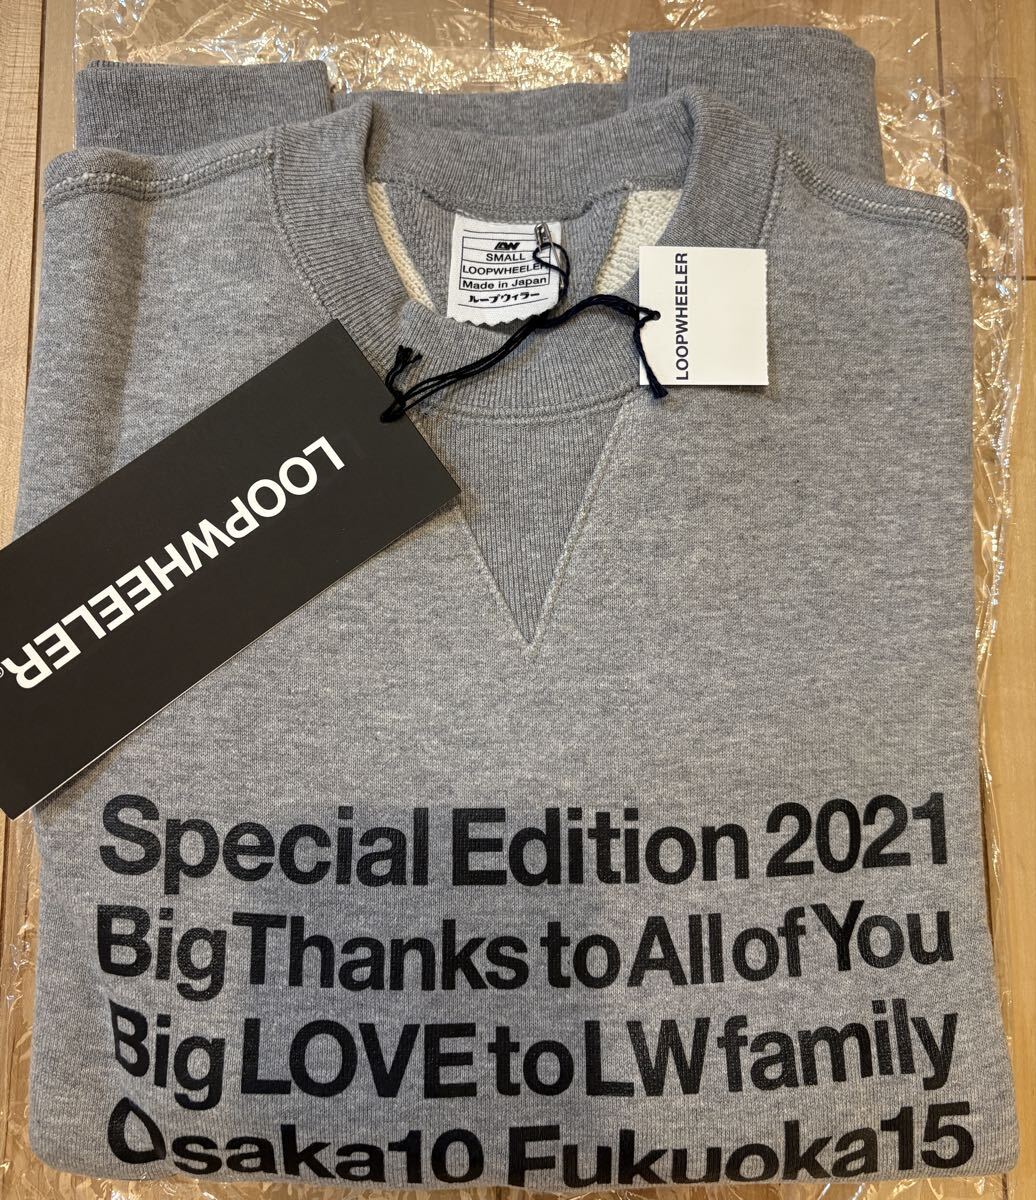 LW
SMALL
LOOPWHEELER
Made in Japan
ループウィラー
LOOPWHEELER
LOOPWHEELER®
Special Edition 2021
Big Thanks to All of You
Big LOVE to LW family
Osaka10 Fukuoka15